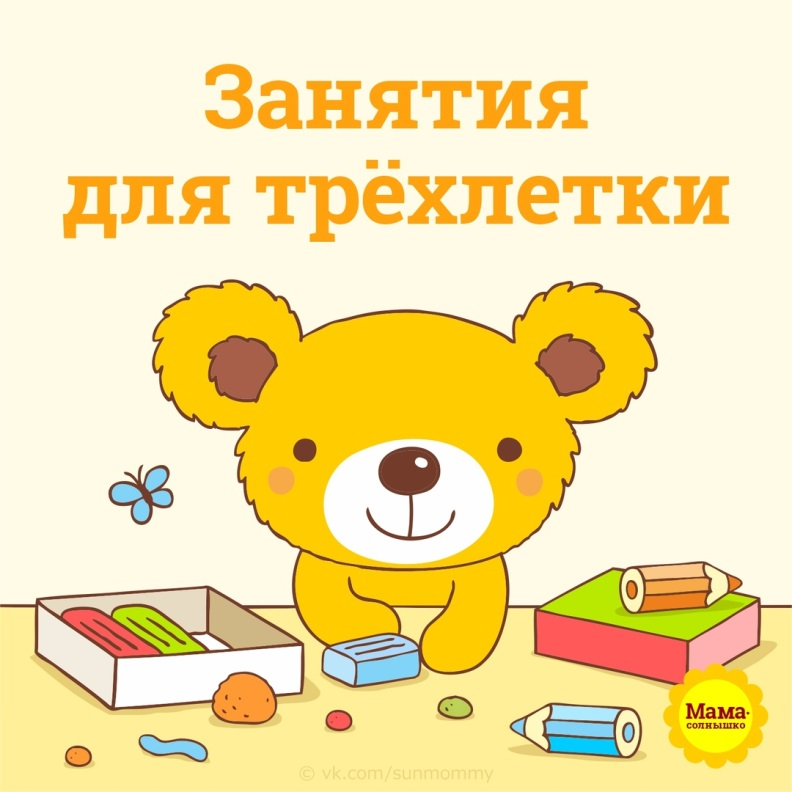 Занятия
для трёхлетки
Мама-
солнышко
© vk.com/sunmommy